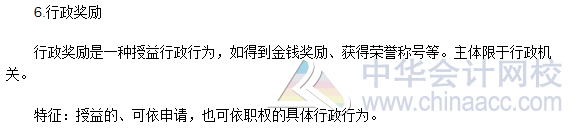 6.行政奖励
行政奖励是一种授益行政行为，如得到金钱奖励、获得荣誉称号等。主体限于行政机
关。
中华会计网校
www.chinaacc.com
特征：授益的、可依申请，也可依职权的具体行政行为。